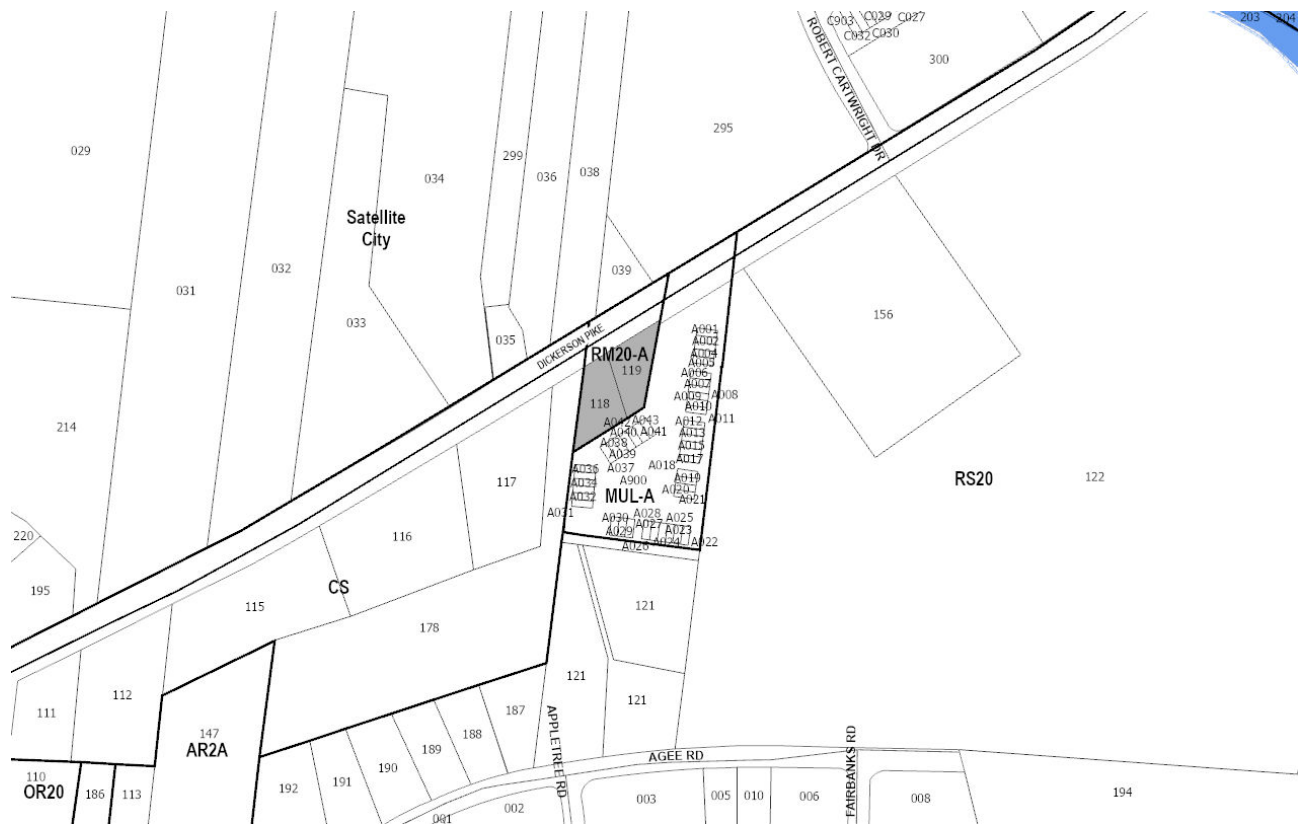 203
204
C903
C029
C027
C032
C030
300
ROBERT CARTWRIGHT DR
029
295
299
036
038
034
Satellite
City
032
031
039
033
156
035
DICKERSON PIKE
RM20-A
119
118
A001
A002
A004
A005
A006
A007
A008
A009
A010
A011
A012
A013
A015
A017
A018
A019
A020
A021
A042
A043
A040
A041
A038
A039
A037
A900
MUL-A
A036
A034
A032
A031
A030
A029
A028
A027
A025
A023
A024
A022
A026
214
RS20
122
117
116
220
195
CS
115
121
178
112
111
121
121
187
147
AR2A
188
189
190
191
192
APPLETREE RD
AGEE RD
FAIRBANKS RD
110
OR20
186
113
001
002
003
005
010
006
008
194